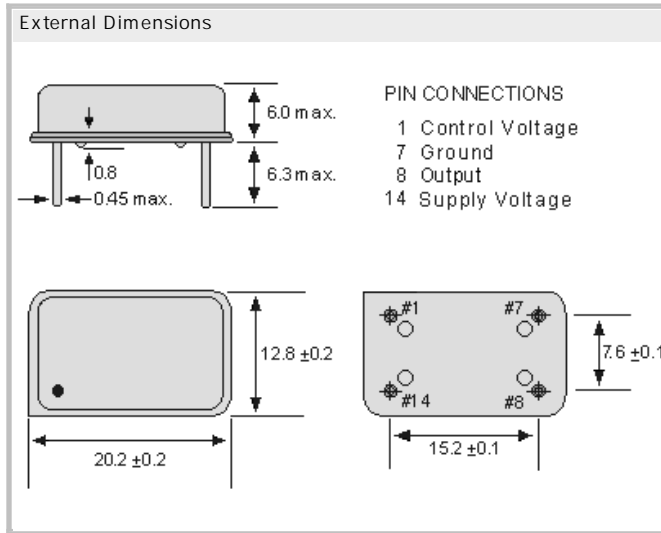 External Dimensions
6.0 max.
0.8
6.3 max.
0.45 max.
PIN CONNECTIONS
1 Control Voltage
7 Ground
8 Output
14 Supply Voltage
12.8 ±0.2
20.2 ±0.2
#1
#7
7.6 ±0.1
#14
#8
15.2 ±0.1